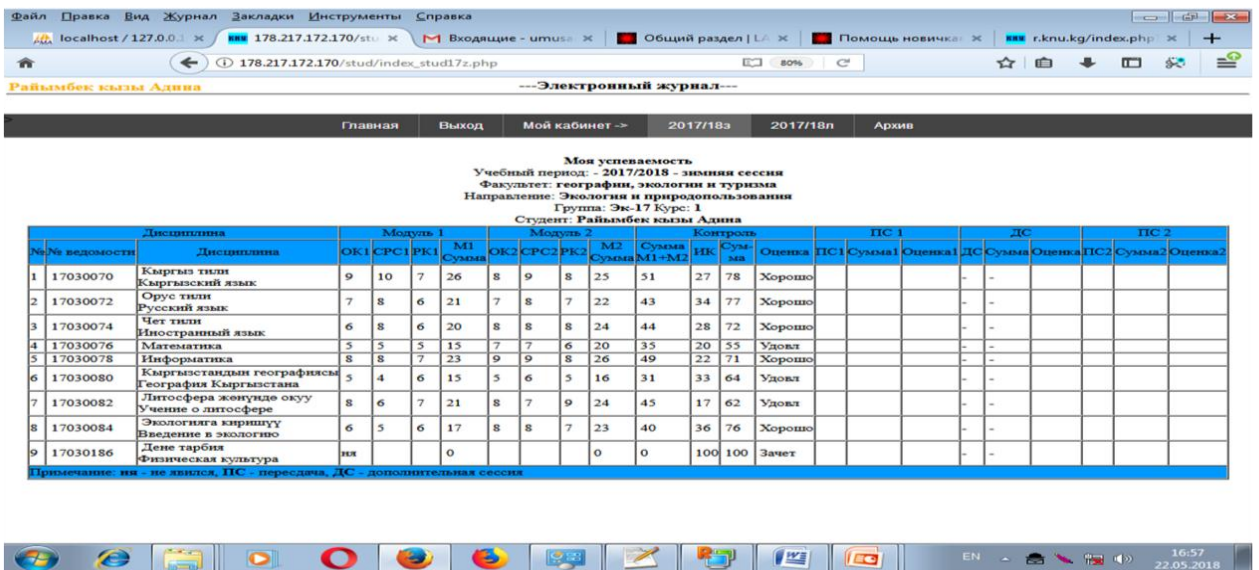 Файл Правка Вид Журнал Закладки Инструменты Справка
localhost / 127.0.0.1 178.217.172.170/stu Входящие - umusa Общий раздел | LA Помощь новичкам r.knu.kg/index.php
178.217.172.170/stud/index_stud17z.php 80%
Райымбек кызы Адина ---Электронный журнал---
Главная Выход Мой кабинет -> 2017/18з 2017/18л Архив
Моя успеваемость
Учебный период: - 2017/2018 - зимняя сессия
Факультет: географии, экологии и туризма
Направление: Экология и природопользования
Группа: Эк-17 Курс: 1
Студент: Райымбек кызы Адина
Дисциплина Модуль 1 Модуль 2 Контроль ПС 1 ДС ПС 2
№ № ведомости Дисциплина ОК1 СРС1 РК1 М1 Сумма ОК2 СРС2 РК2 М2 Сумма Сумма М1+М2 ИК Сум-ма Оценка ПС1 Сумма1 Оценка1 ДС Сумма Оценка ПС2 Сумма2 Оценка2
1 17030070 Кыргыз тили Кыргызский язык 9 10 7 26 8 9 8 25 51 27 78 Хорошо - -
2 17030072 Орус тили Русский язык 7 8 6 21 7 8 7 22 43 34 77 Хорошо - -
3 17030074 Чет тили Иностранный язык 6 8 6 20 8 8 8 24 44 28 72 Хорошо - -
4 17030076 Математика 5 5 5 15 7 7 6 20 35 20 55 Удовл - -
5 17030078 Информатика 8 8 7 23 9 9 8 26 49 22 71 Хорошо - -
6 17030080 Кыргызстандын географиясы География Кыргызстана 5 4 6 15 5 6 5 16 31 33 64 Удовл - -
7 17030082 Литосфера жөнүндө окуу Учение о литосфере 8 6 7 21 8 7 9 24 45 17 62 Удовл - -
8 17030084 Экологияга киришүү Введение в экологию 6 5 6 17 8 8 7 23 40 36 76 Хорошо - -
9 17030186 Дене тарбия Физическая культура ня 0 0 0 100 100 Зачет - -
Примечание: ня - не явился, ПС - пересдача, ДС - дополнительная сессия
EN 16:57
22.05.2018